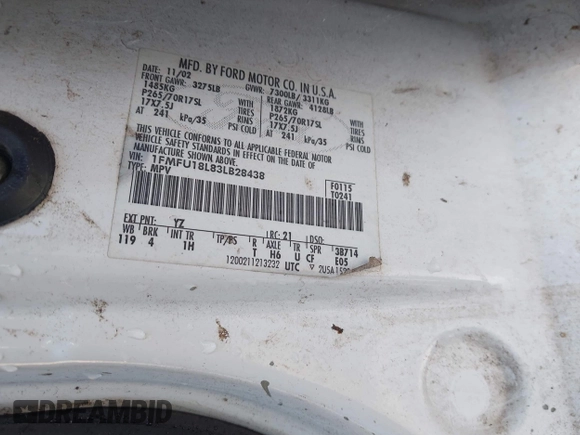 MFD. BY FORD MOTOR CO. IN U.S.A.
DATE: 11/02 GVWR: 7300LB/ 3311KG
FRONT GAWR: 3275LB REAR GAWR: 4128LB
1485KG WITH 1872KG WITH
P265/70R17SL TIRES P265/70R17SL TIRES
17X7.5J RIMS 17X7.5J RIMS
AT 241 kPa/35 PSI COLD AT 241 kPa/35 PSI COLD
THIS VEHICLE CONFORMS TO ALL APPLICABLE FEDERAL MOTOR
VEHICLE SAFETY STANDARDS IN EFFECT ON THE DATE OF
MANUFACTURE SHOWN ABOVE.
VIN: 1FMFU18L83LB28438
TYPE: MPV
F0115
T0241
EXT PNT: YZ RC: 21 DSO:
WB BRK INT TR TP/PS R AXLE TR SPR 38714
119 4 1H T H6 U CF E05
1200211213232 UTC
DREAMBID